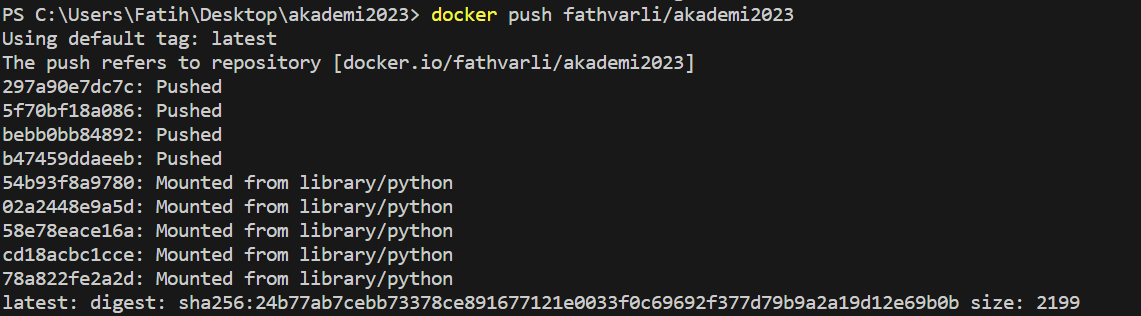 PS C:\Users\Fatih\Desktop\akademi2023> docker push fathvarli/akademi2023
Using default tag: latest
The push refers to repository [docker.io/fathvarli/akademi2023]
297a90e7dc7c: Pushed
5f70bf18a086: Pushed
bebb0bb84892: Pushed
b47459ddaeeb: Pushed
54b93f8a9780: Mounted from library/python
02a2448e9a5d: Mounted from library/python
58e78eace16a: Mounted from library/python
cd18acbc1cce: Mounted from library/python
78a822fe2a2d: Mounted from library/python
latest: digest: sha256:24b77ab7cebb73378ce891677121e0033f0c69692f377d79b9a2a19d12e69b0b size: 2199